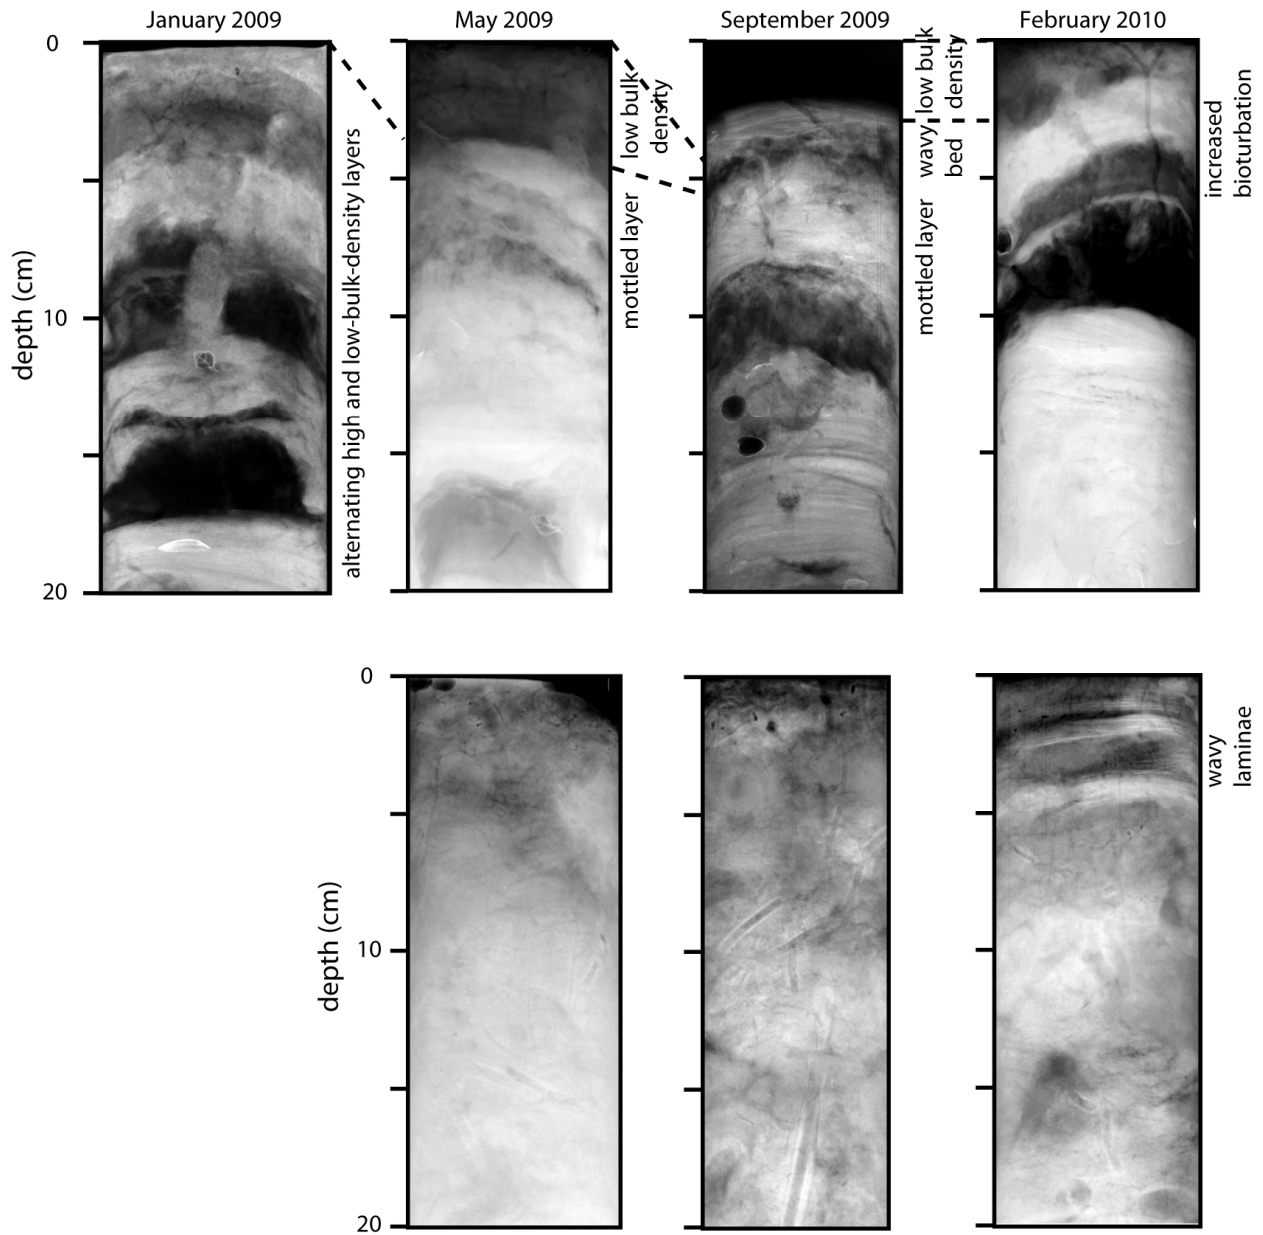 January 2009
May 2009
September 2009
February 2010
0
10
20
depth (cm)
alternating high and low-bulk-density layers
low bulk
density
mottled layer
low bulk
density
wavy
bed
mottled layer
increased
bioturbation
0
10
20
depth (cm)
wavy
laminae